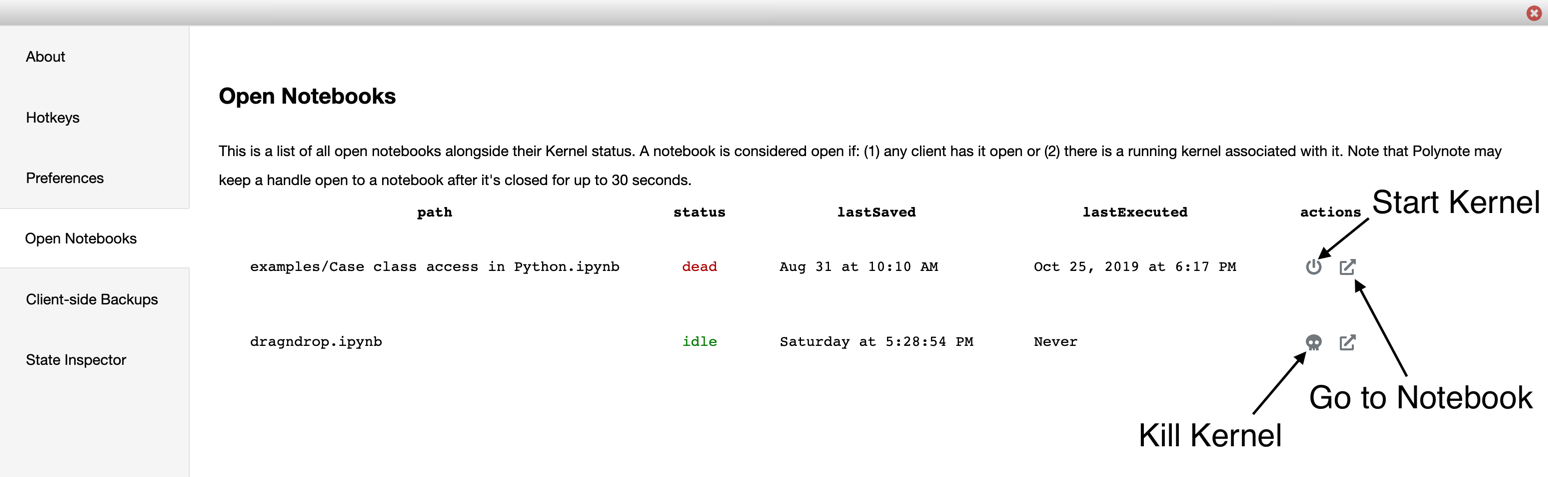 About
Hotkeys
Preferences
Open Notebooks
Client-side Backups
State Inspector
Open Notebooks
This is a list of all open notebooks alongside their Kernel status. A notebook is considered open if: (1) any client has it open or (2) there is a running kernel associated with it. Note that Polynote may
keep a handle open to a notebook after it's closed for up to 30 seconds.
path status lastSaved lastExecuted actions
Start Kernel
examples/Case class access in Python.ipynb dead Aug 31 at 10:10 AM Oct 25, 2019 at 6:17 PM
dragndrop.ipynb idle Saturday at 5:28:54 PM Never
Go to Notebook
Kill Kernel